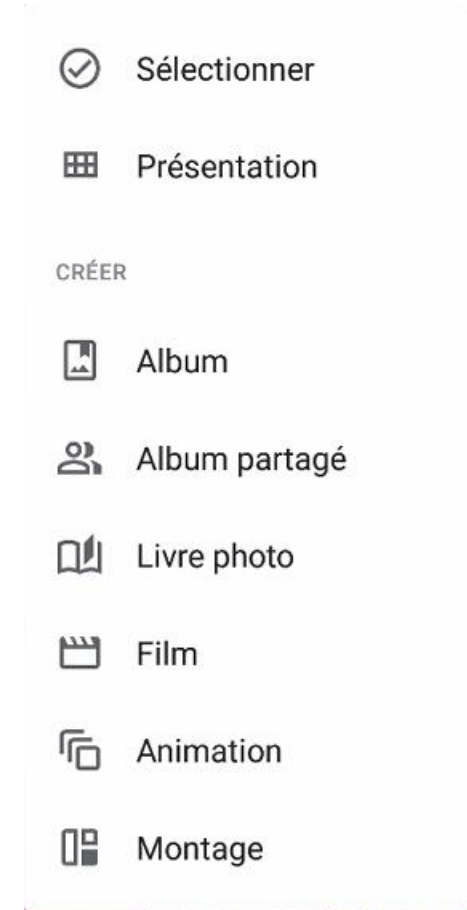 Sélectionner
Présentation
CRÉER
Album
Album partagé
Livre photo
Film
Animation
Montage